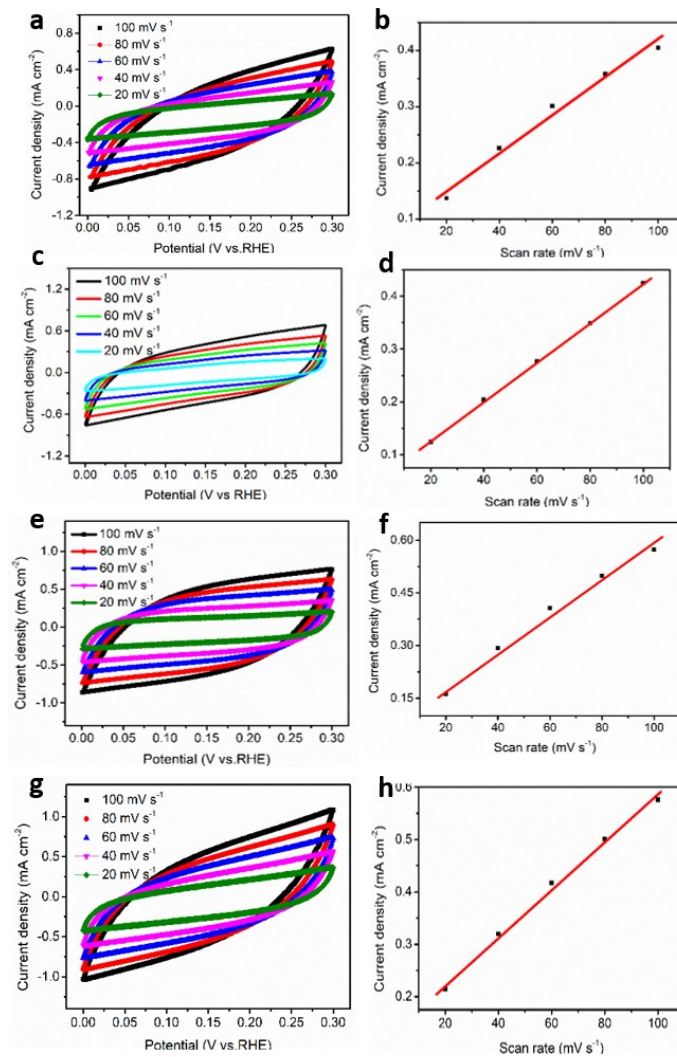 a
100 mV s⁻¹
80 mV s⁻¹
60 mV s⁻¹
40 mV s⁻¹
20 mV s⁻¹
0.8
0.4
0.0
-0.4
-0.8
-1.2
0.00 0.05 0.10 0.15 0.20 0.25 0.30
Current density (mA cm⁻²)
Potential (V vs.RHE)
b
0.4
0.3
0.2
0.1
20 40 60 80 100
Current density (mA cm⁻²)
Scan rate (mV s⁻¹)
c
100 mV s⁻¹
80 mV s⁻¹
60 mV s⁻¹
40 mV s⁻¹
20 mV s⁻¹
1.2
0.6
0.0
-0.6
-1.2
0.00 0.05 0.10 0.15 0.20 0.25 0.30
Current density (mA cm⁻²)
Potential (V vs RHE)
d
0.4
0.3
0.2
0.1
20 40 60 80 100
Current density (mA cm⁻²)
Scan rate (mV s⁻¹)
e
100 mV s⁻¹
80 mV s⁻¹
60 mV s⁻¹
40 mV s⁻¹
20 mV s⁻¹
1.0
0.5
0.0
-0.5
-1.0
0.00 0.05 0.10 0.15 0.20 0.25 0.30
Current density (mA cm⁻²)
Potential (V vs.RHE)
f
0.60
0.45
0.30
0.15
20 40 60 80 100
Current density (mA cm⁻²)
Scan rate (mV s⁻¹)
g
100 mV s⁻¹
80 mV s⁻¹
60 mV s⁻¹
40 mV s⁻¹
20 mV s⁻¹
1.0
0.5
0.0
-0.5
-1.0
0.00 0.05 0.10 0.15 0.20 0.25 0.30
Current density (mA cm⁻²)
Potential (V vs.RHE)
h
0.6
0.5
0.4
0.3
0.2
20 40 60 80 100
Current density (mA cm⁻²)
Scan rate (mV s⁻¹)